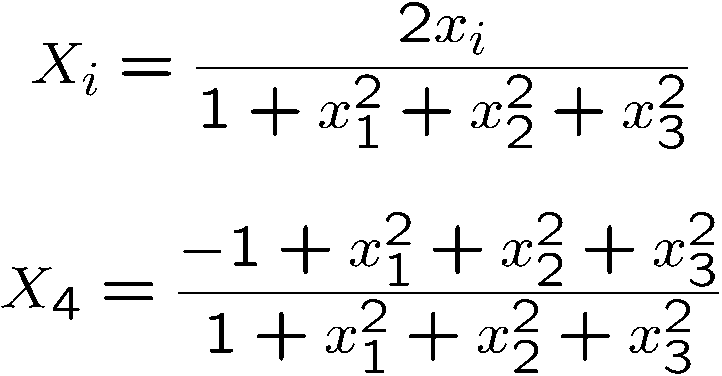 X_i = \frac{2x_i}{1 + x_1^2 + x_2^2 + x_3^2}
X_4 = \frac{-1 + x_1^2 + x_2^2 + x_3^2}{1 + x_1^2 + x_2^2 + x_3^2}